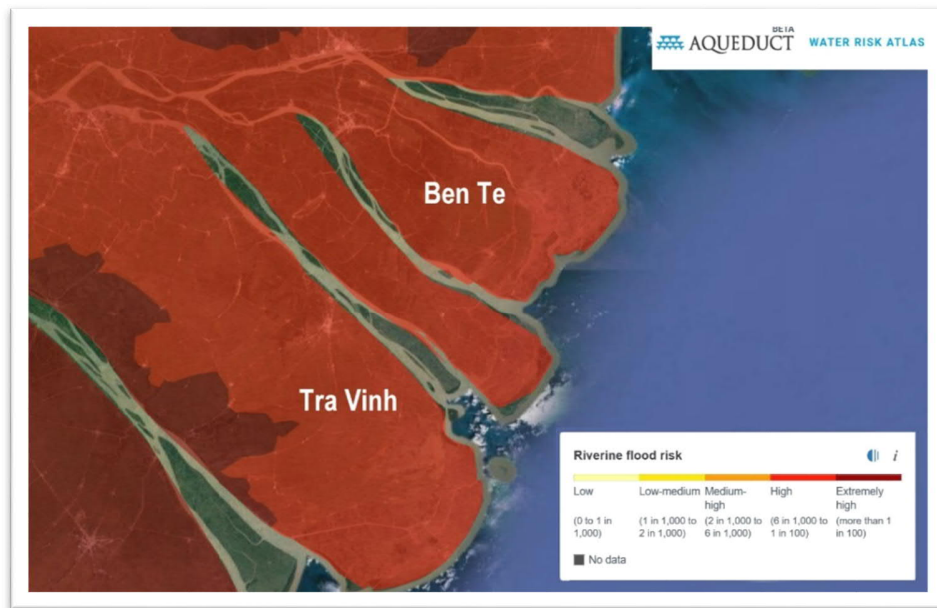 BETA
AQUEDUCT WATER RISK ATLAS
Ben Te
Tra Vinh
Riverine flood risk i
Low Low-medium Medium-high High Extremely high
(0 to 1 in 1,000) (1 in 1,000 to 2 in 1,000) (2 in 1,000 to 6 in 1,000) (6 in 1,000 to 1 in 100) (more than 1 in 100)
No data